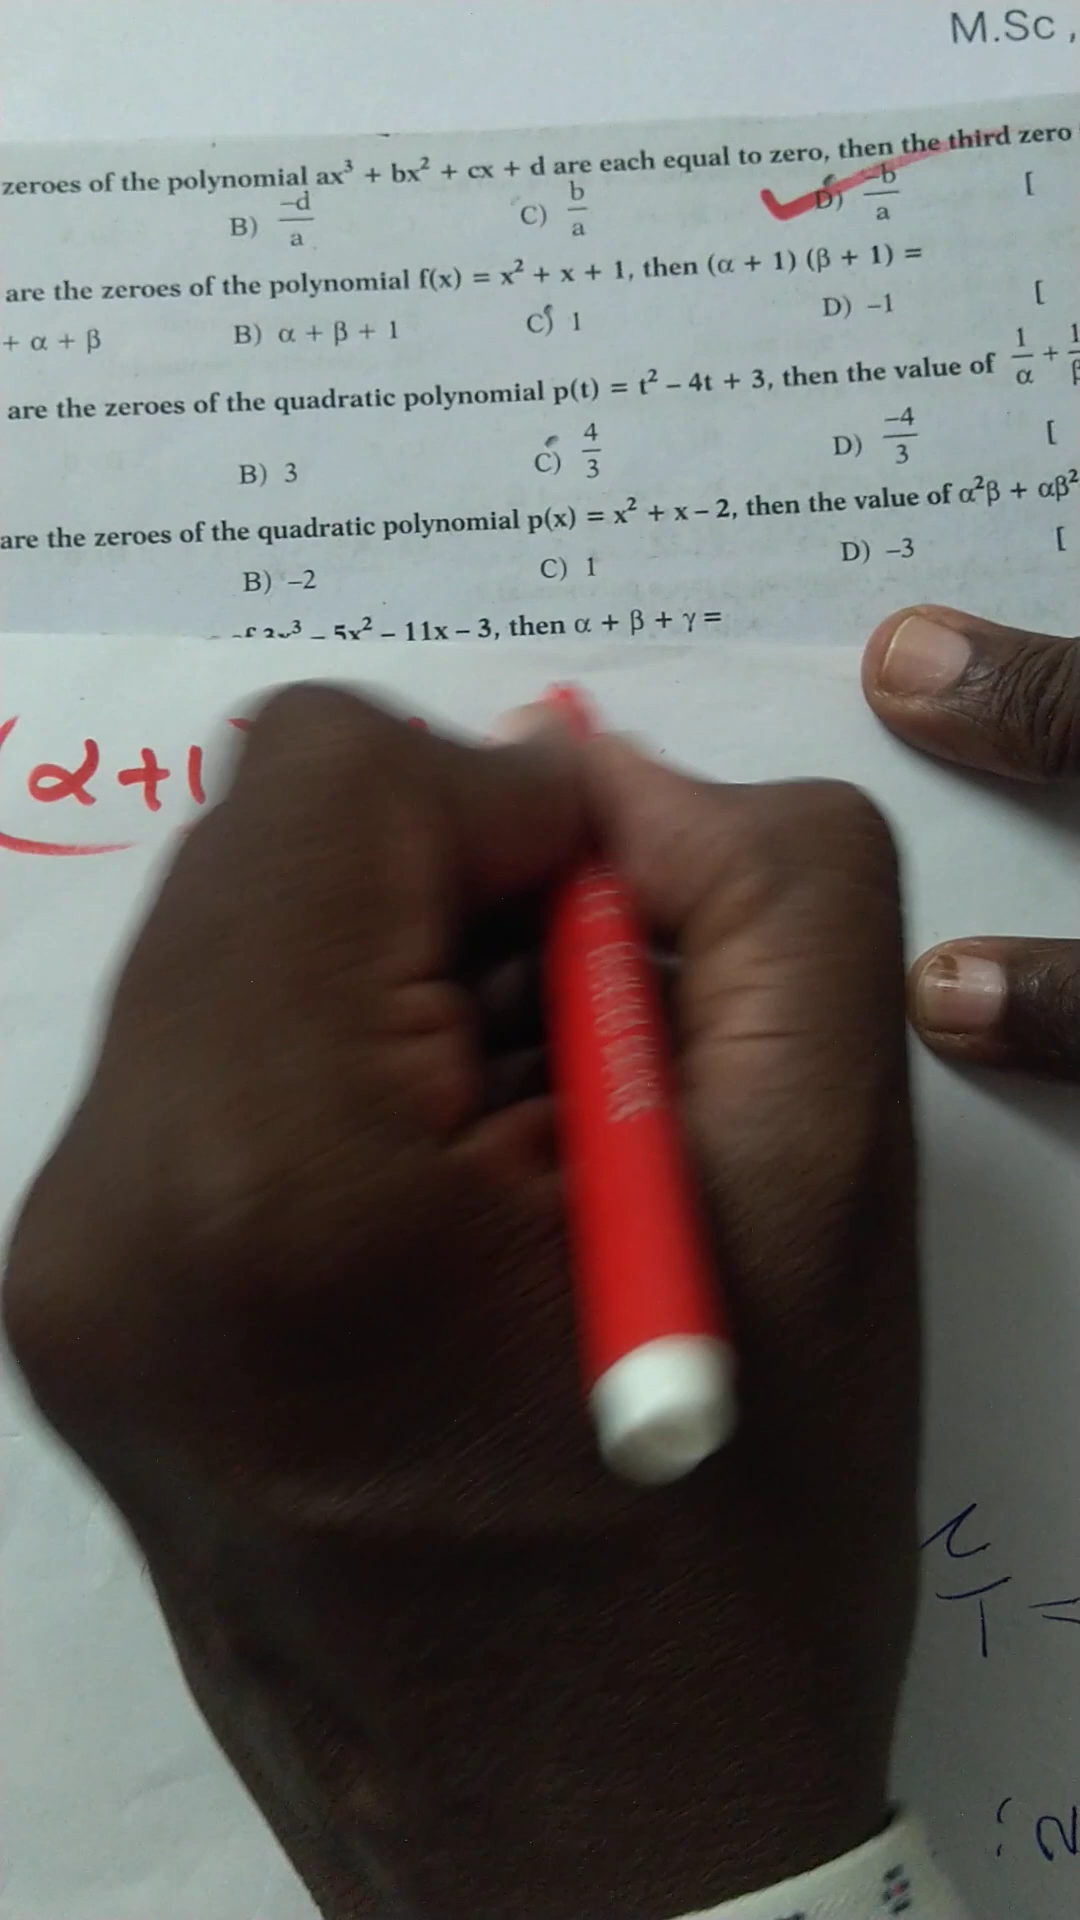 M.Sc ,
zeroes of the polynomial ax³ + bx² + cx + d are each equal to zero, then the third zero
B) -d/a C) b/a D) -b/a [
are the zeroes of the polynomial f(x) = x² + x + 1, then (α + 1) (β + 1) =
+ α + β B) α + β + 1 C) 1 D) –1 [
are the zeroes of the quadratic polynomial p(t) = t² – 4t + 3, then the value of 1/α + 1/β
B) 3 C) 4/3 D) -4/3 [
are the zeroes of the quadratic polynomial p(x) = x² + x – 2, then the value of α²β + αβ²
B) –2 C) 1 D) –3 [
– 5x² – 11x – 3, then α + β + γ =
(α+1)